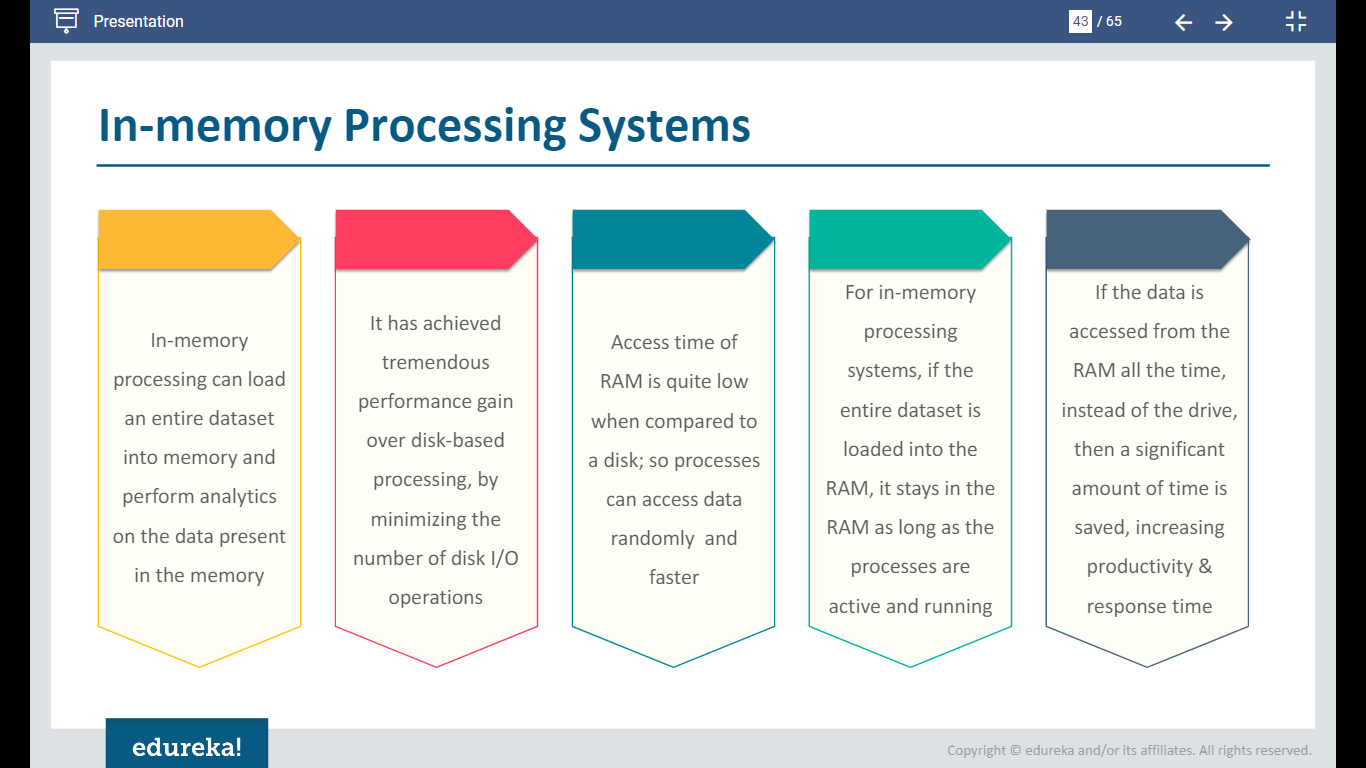 Presentation
43 / 65
In-memory Processing Systems
In-memory
processing can load
an entire dataset
into memory and
perform analytics
on the data present
in the memory
It has achieved
tremendous
performance gain
over disk-based
processing, by
minimizing the
number of disk I/O
operations
Access time of
RAM is quite low
when compared to
a disk; so processes
can access data
randomly  and
faster
For in-memory
processing
systems, if the
entire dataset is
loaded into the
RAM, it stays in the
RAM as long as the
processes are
active and running
If the data is
accessed from the
RAM all the time,
instead of the drive,
then a significant
amount of time is
saved, increasing
productivity &
response time
edureka!
Copyright © edureka and/or its affiliates. All rights reserved.